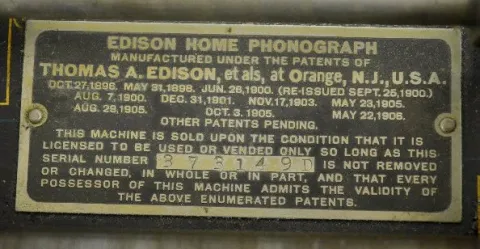 EDISON HOME PHONOGRAPH
MANUFACTURED UNDER THE PATENTS OF
THOMAS A. EDISON, et als, at Orange, N.J., U.S.A.
OCT. 27, 1896. MAY 31, 1898. JUN. 26, 1900. (RE-ISSUED SEPT. 25, 1900.)
AUG. 7, 1900. DEC. 31, 1901. NOV. 17, 1903. MAY 23, 1905.
AUG. 29, 1905. OCT. 3, 1905. MAY 22, 1906.
OTHER PATENTS PENDING.
THIS MACHINE IS SOLD UPON THE CONDITION THAT IT IS
LICENSED TO BE USED OR VENDED ONLY SO LONG AS THIS
SERIAL NUMBER 373149D IS NOT REMOVED
OR CHANGED, IN WHOLE OR IN PART, AND THAT EVERY
POSSESSOR OF THIS MACHINE ADMITS THE VALIDITY OF
THE ABOVE ENUMERATED PATENTS.